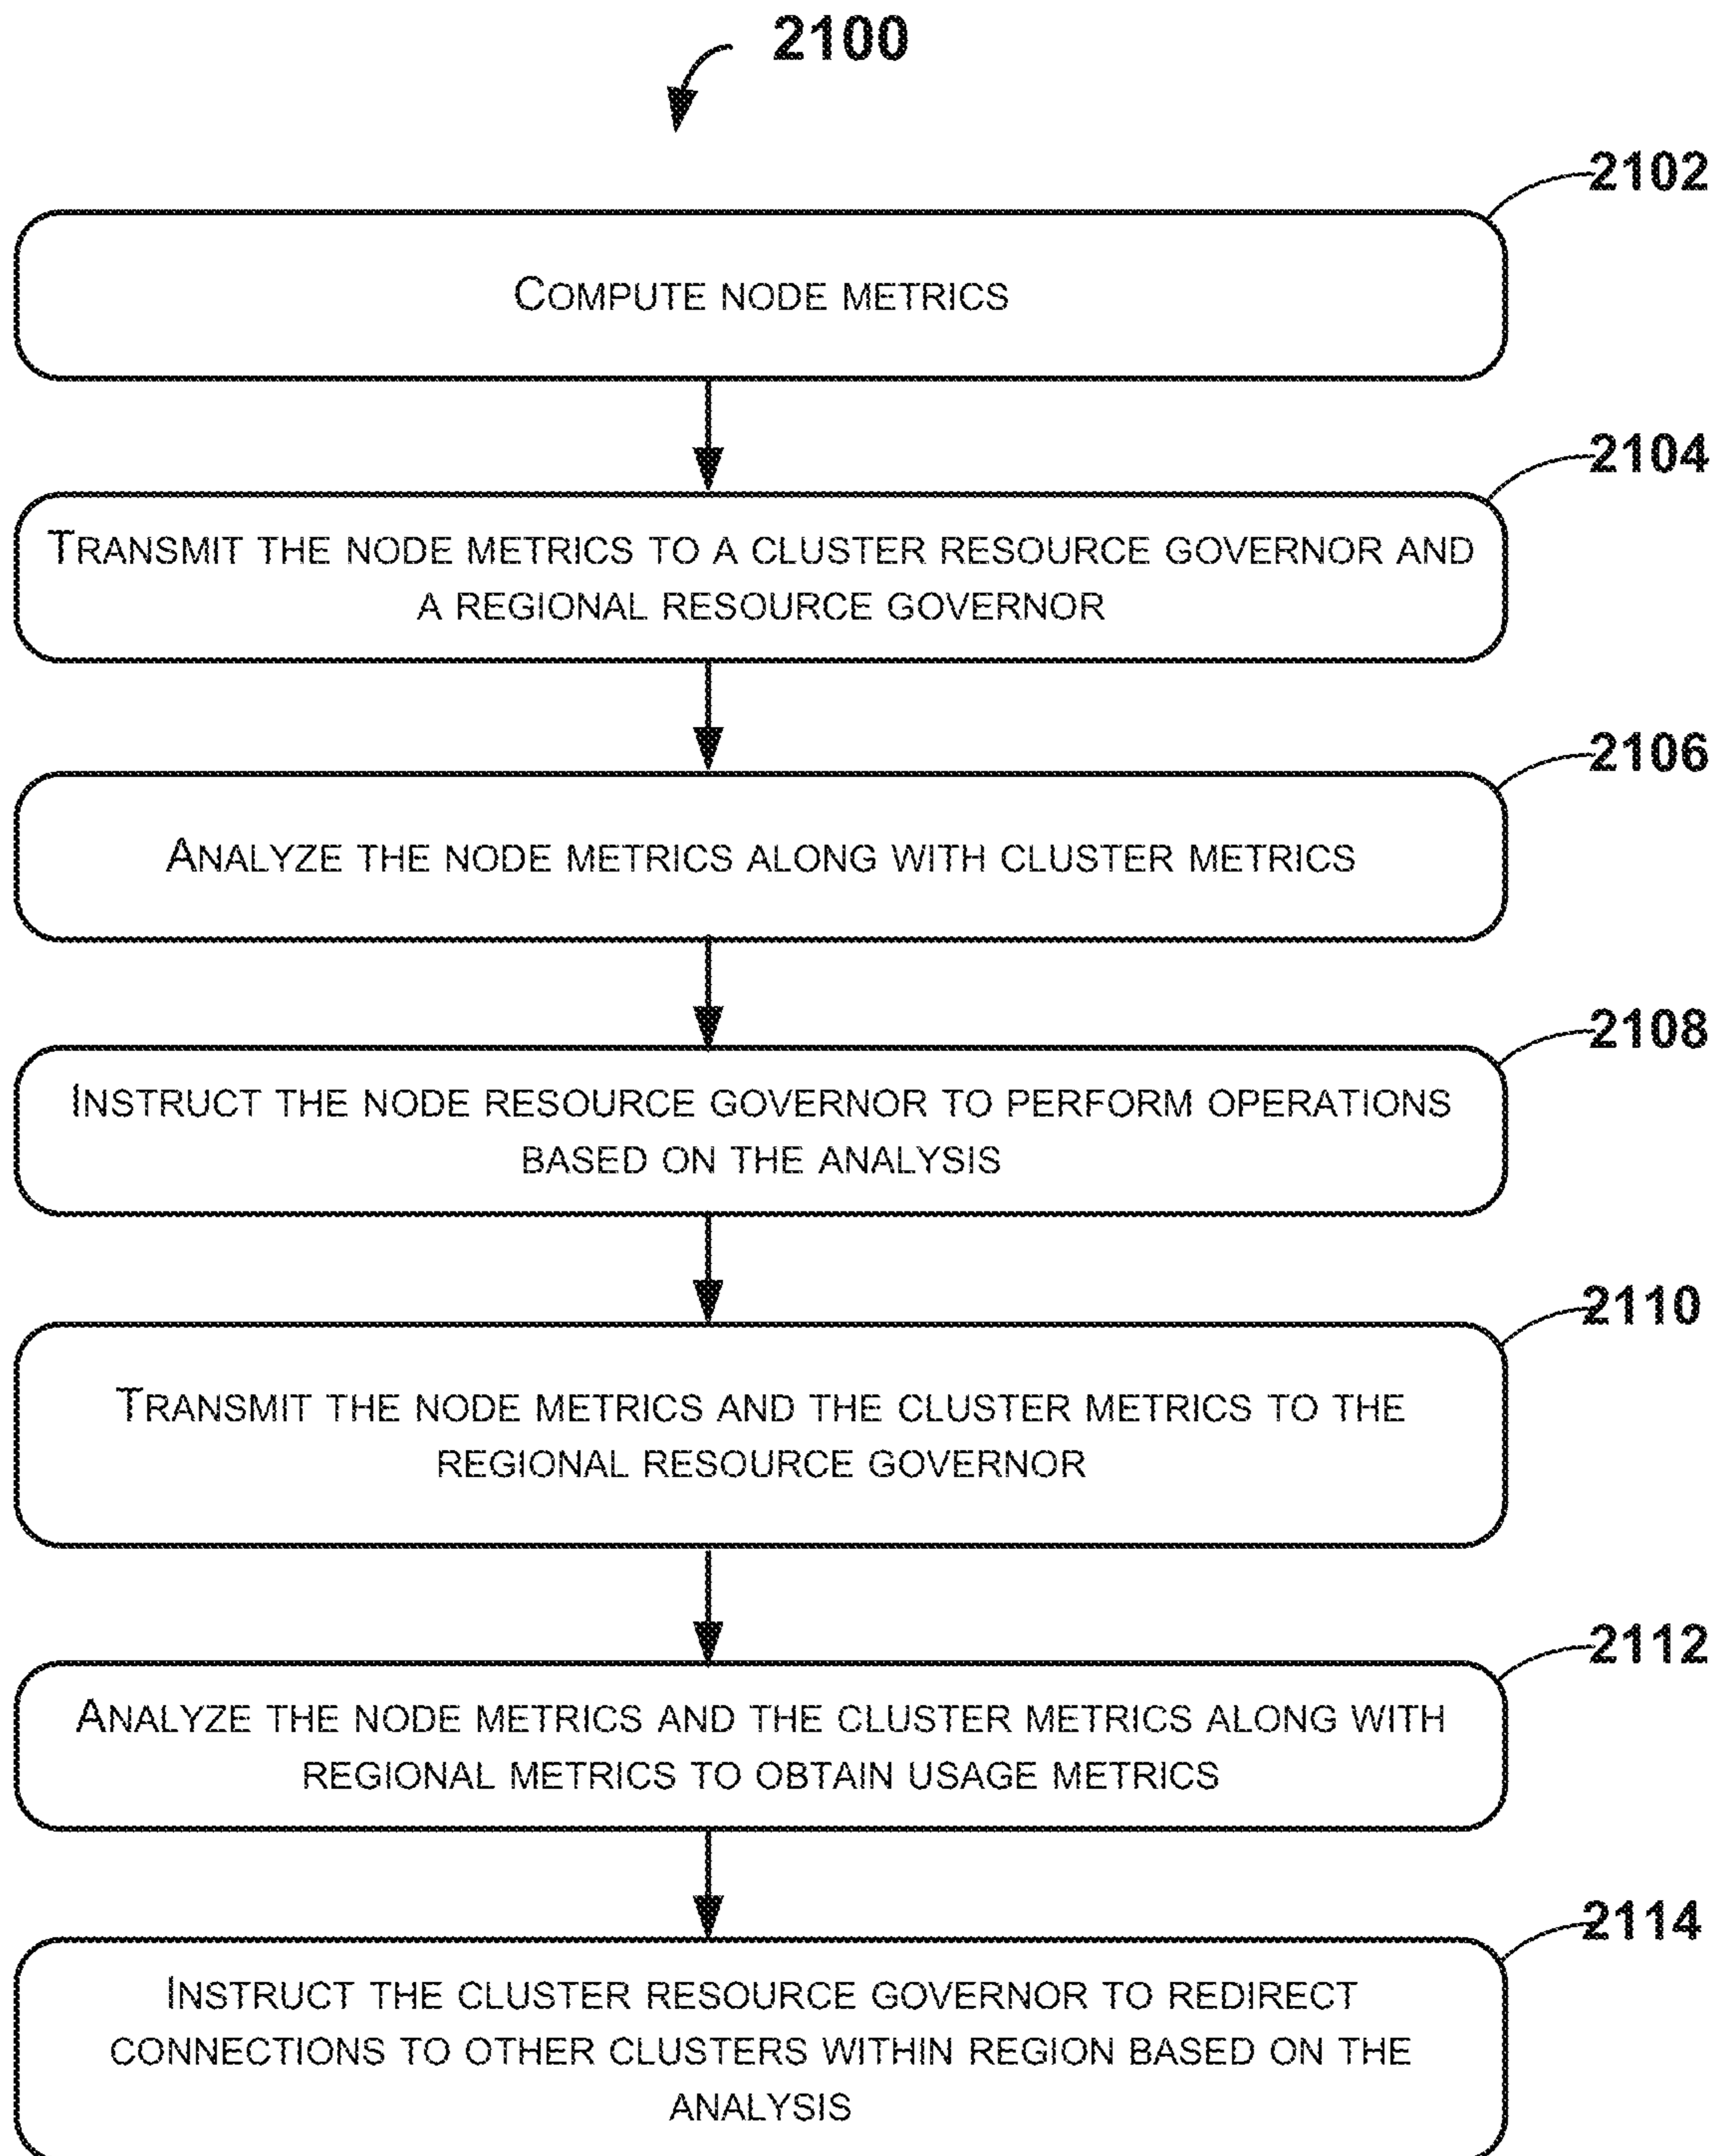 2100
2102
COMPUTE NODE METRICS
2104
TRANSMIT THE NODE METRICS TO A CLUSTER RESOURCE GOVERNOR AND
A REGIONAL RESOURCE GOVERNOR
2106
ANALYZE THE NODE METRICS ALONG WITH CLUSTER METRICS
2108
INSTRUCT THE NODE RESOURCE GOVERNOR TO PERFORM OPERATIONS
BASED ON THE ANALYSIS
2110
TRANSMIT THE NODE METRICS AND THE CLUSTER METRICS TO THE
REGIONAL RESOURCE GOVERNOR
2112
ANALYZE THE NODE METRICS AND THE CLUSTER METRICS ALONG WITH
REGIONAL METRICS TO OBTAIN USAGE METRICS
2114
INSTRUCT THE CLUSTER RESOURCE GOVERNOR TO REDIRECT
CONNECTIONS TO OTHER CLUSTERS WITHIN REGION BASED ON THE
ANALYSIS